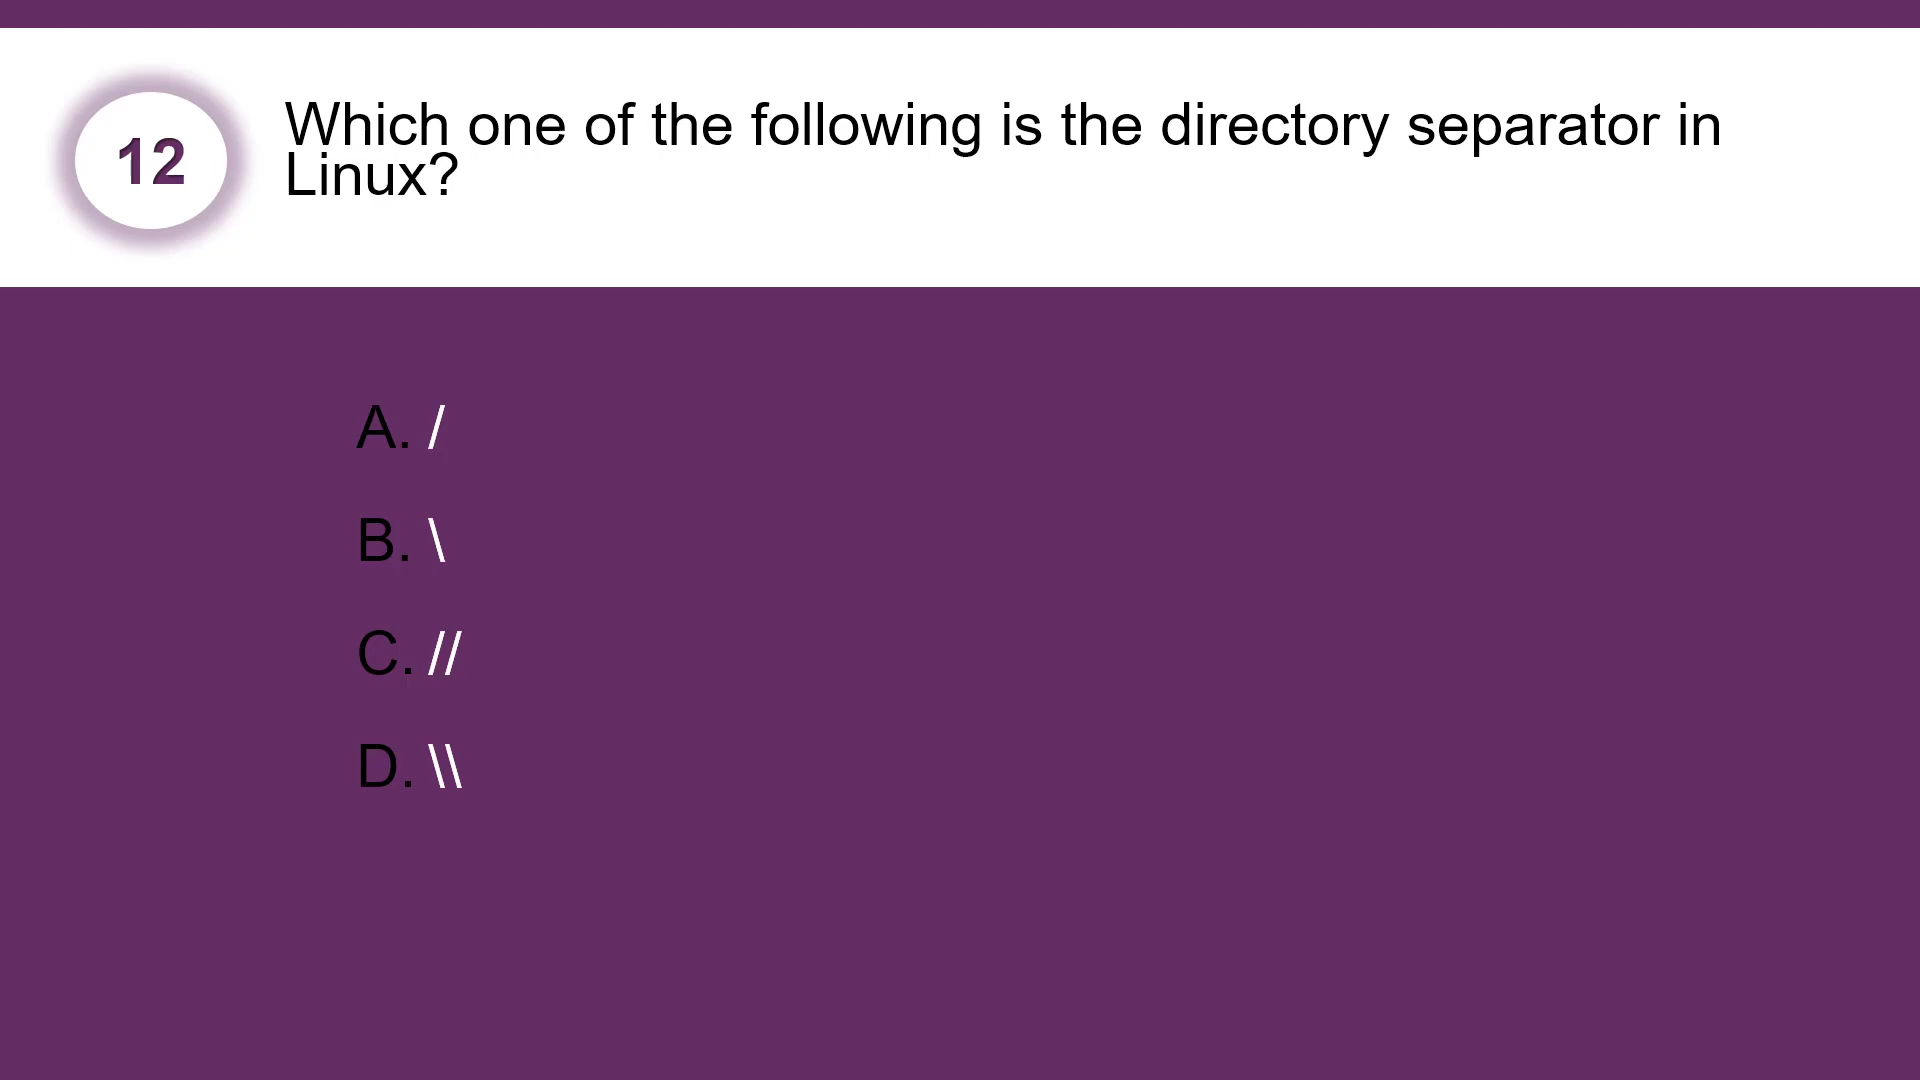 12
Which one of the following is the directory separator in
Linux?
A. /
B. \
C. //
D. \\